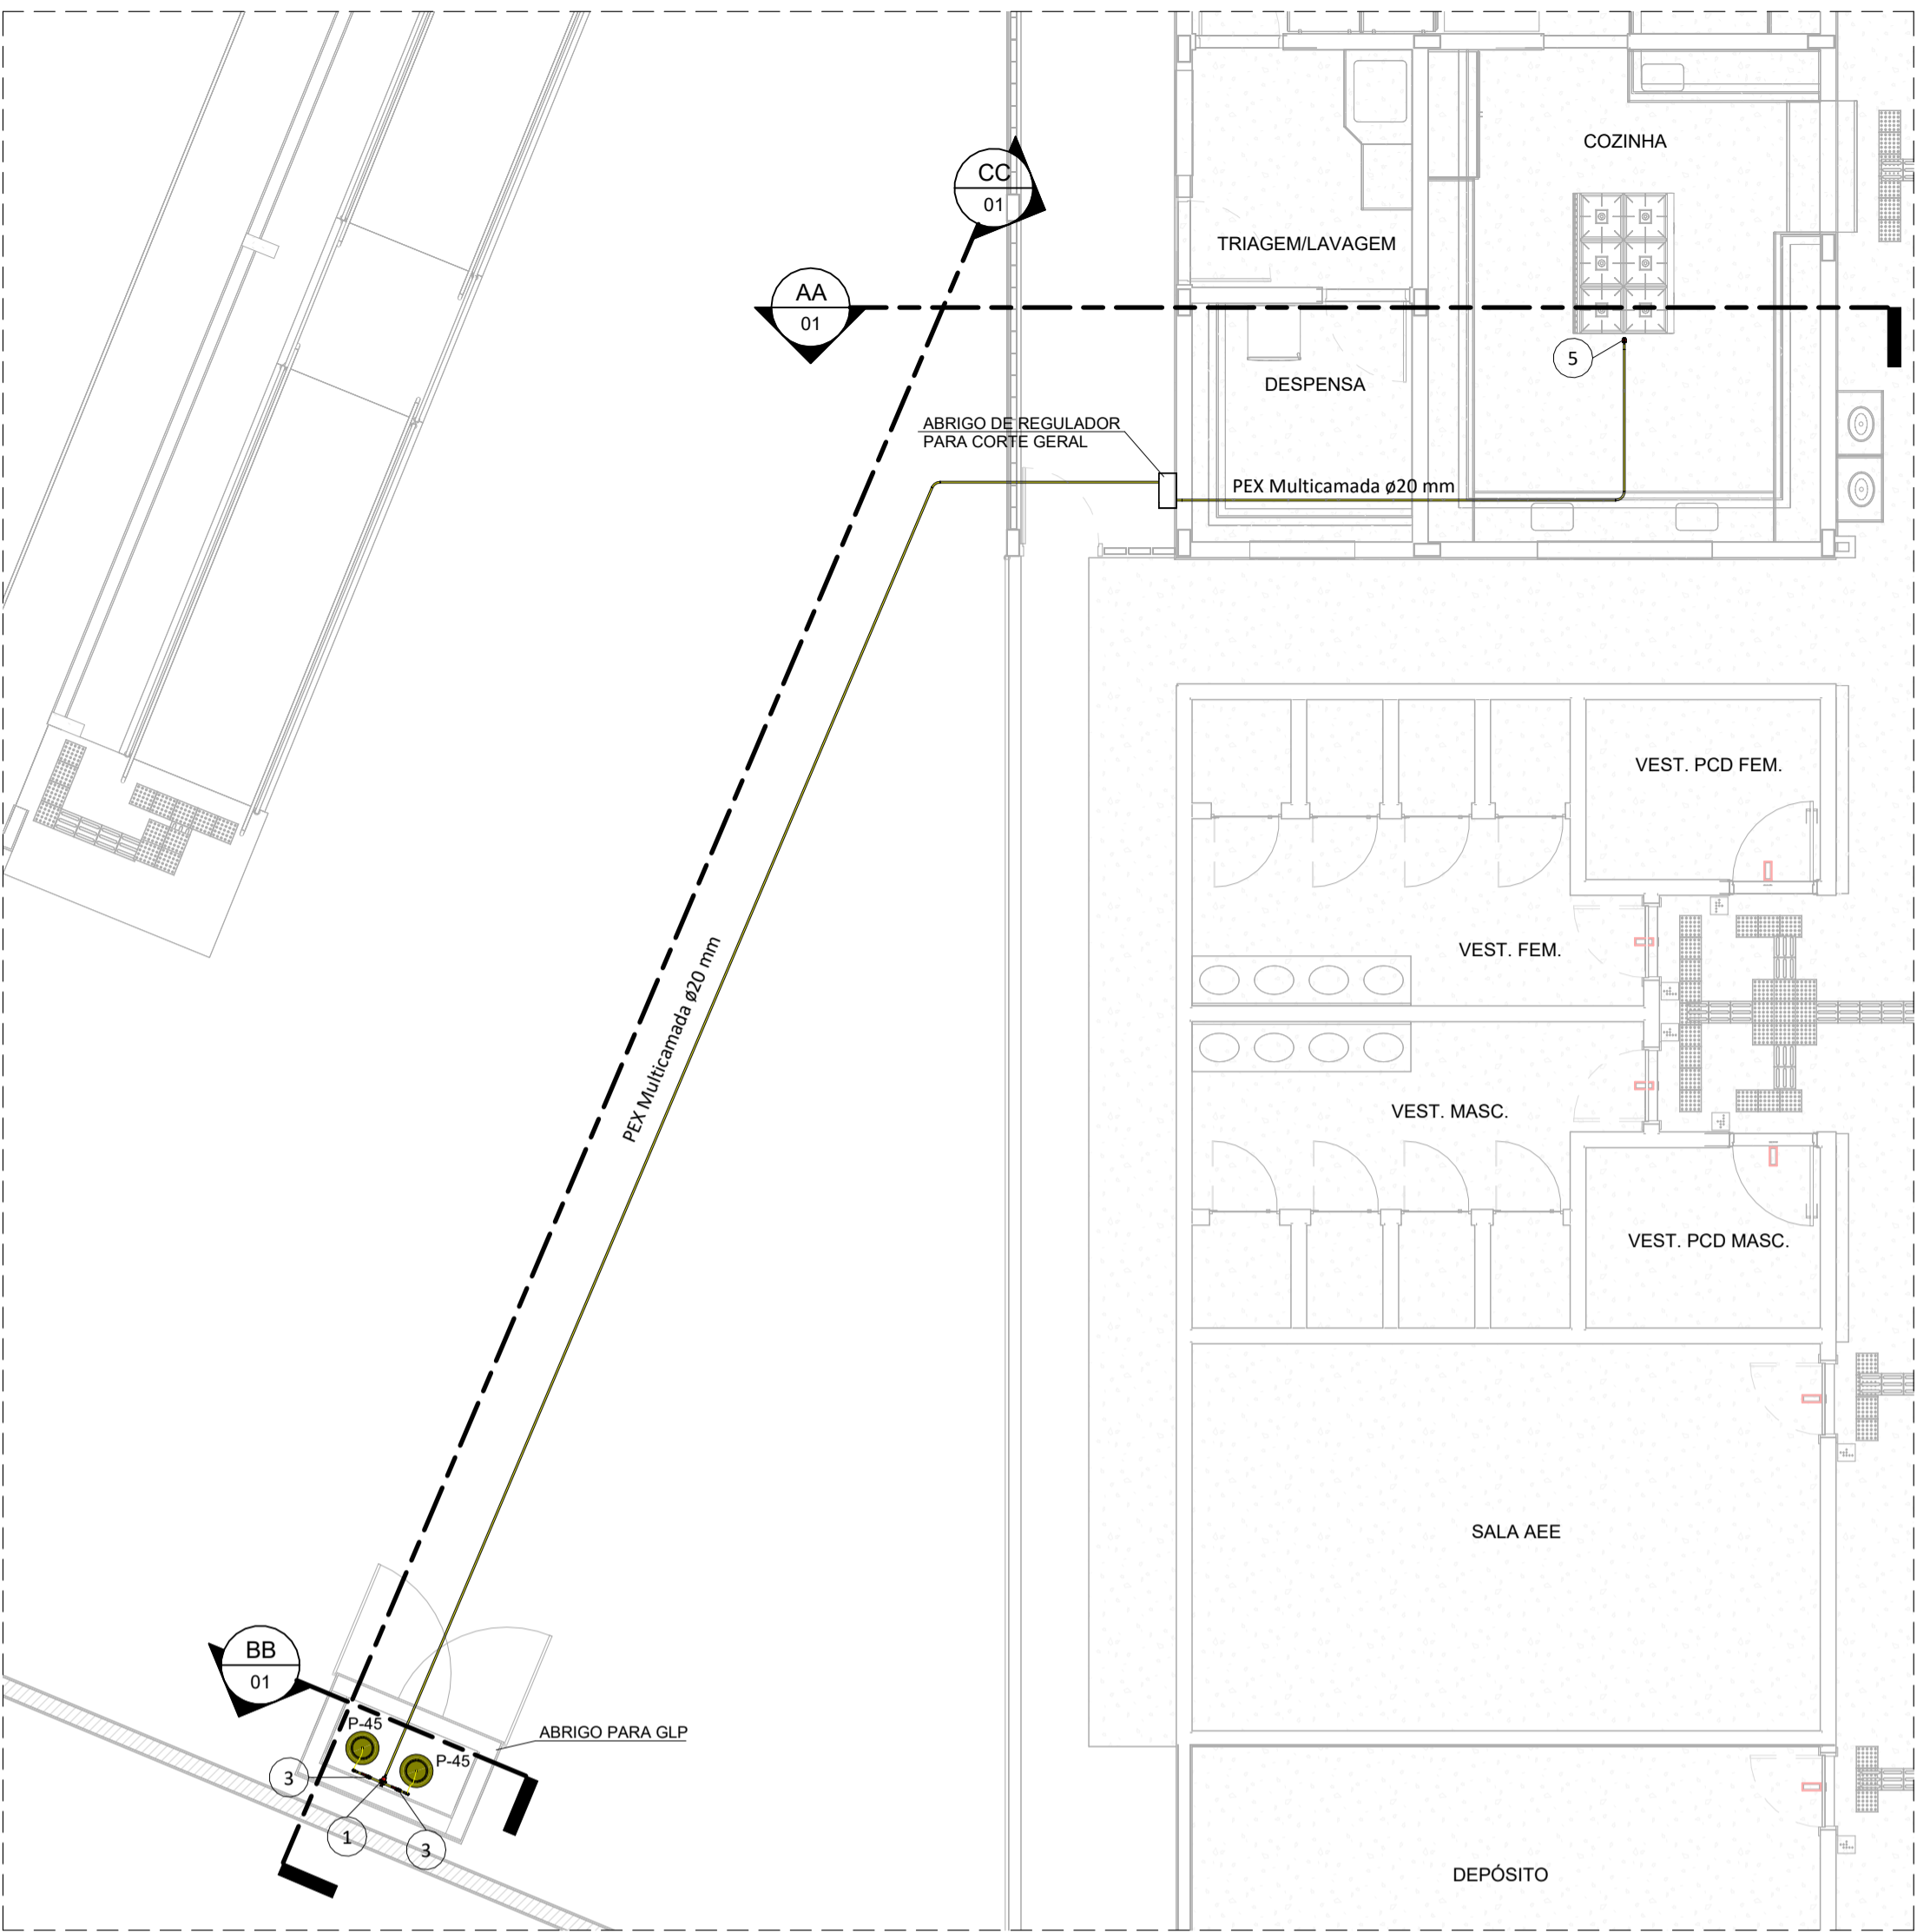 COZINHA
CC
01
TRIAGEM/LAVAGEM
AA
01
5
DESPENSA
ABRIGO DE REGULADOR
PARA CORTE GERAL
PEX Multicamada ø20 mm
VEST. PCD FEM.
VEST. FEM.
PEX Multicamada ø20 mm
VEST. MASC.
VEST. PCD MASC.
SALA AEE
BB
01
P-45
ABRIGO PARA GLP
P-45
3
1
3
DEPÓSITO